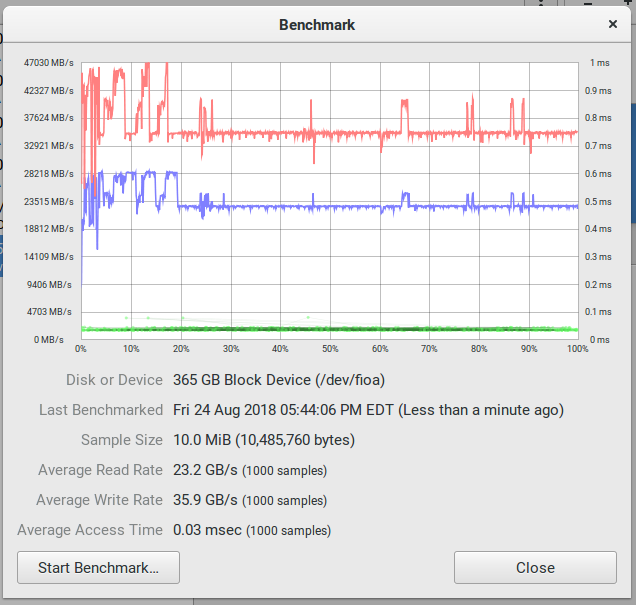 Benchmark
47030 MB/s
42327 MB/s
37624 MB/s
32921 MB/s
28218 MB/s
23515 MB/s
18812 MB/s
14109 MB/s
9406 MB/s
4703 MB/s
0 MB/s
1 ms
0.9 ms
0.8 ms
0.7 ms
0.6 ms
0.5 ms
0.4 ms
0.3 ms
0.2 ms
0.1 ms
0 ms
0% 10% 20% 30% 40% 50% 60% 70% 80% 90% 100%
Disk or Device 365 GB Block Device (/dev/fioa)
Last Benchmarked Fri 24 Aug 2018 05:44:06 PM EDT (Less than a minute ago)
Sample Size 10.0 MiB (10,485,760 bytes)
Average Read Rate 23.2 GB/s (1000 samples)
Average Write Rate 35.9 GB/s (1000 samples)
Average Access Time 0.03 msec (1000 samples)
Start Benchmark... Close